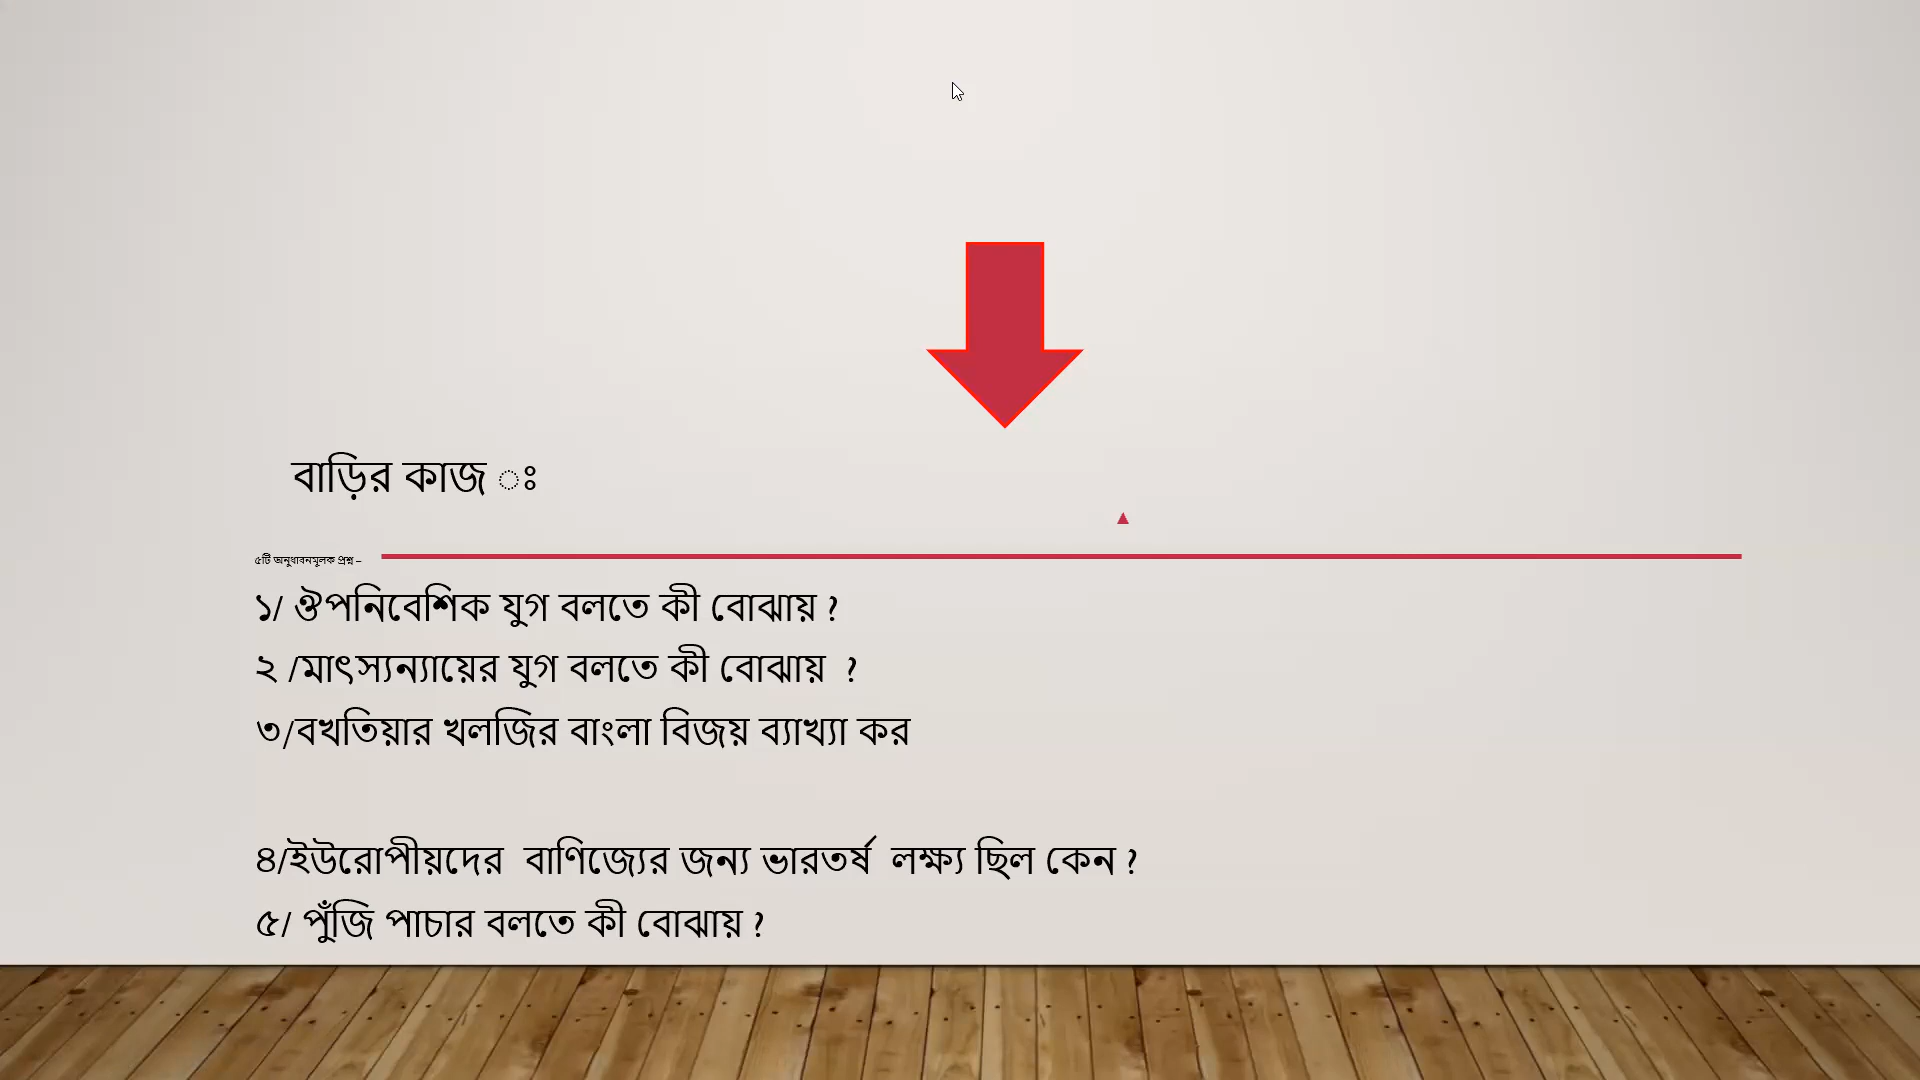 বাড়ির কাজ ঃ
৫টি অনুধাবনমূলক প্রশ্ন –
১/ ঔপনিবেশিক যুগ বলতে কী বোঝায় ?
২ /মাৎস্যন্যায়ের যুগ বলতে কী বোঝায়  ?
৩/বখতিয়ার খলজির বাংলা বিজয় ব্যাখ্যা কর
৪/ইউরোপীয়দের  বাণিজ্যের জন্য ভারতর্ষ  লক্ষ্য ছিল কেন ?
৫/ পুঁজি পাচার বলতে কী বোঝায় ?